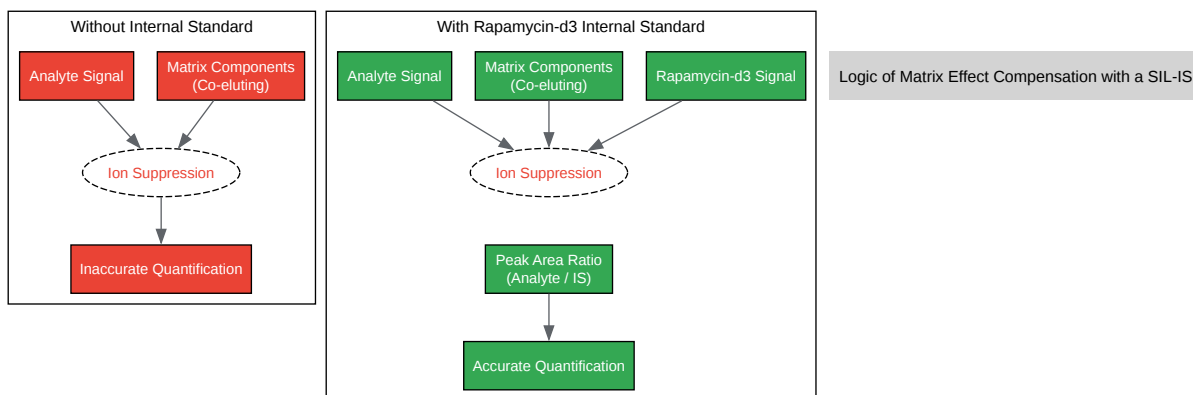 Without Internal Standard
Analyte Signal
Matrix Components
(Co-eluting)
Ion Suppression
Inaccurate Quantification
With Rapamycin-d3 Internal Standard
Analyte Signal
Matrix Components
(Co-eluting)
Rapamycin-d3 Signal
Ion Suppression
Peak Area Ratio
(Analyte / IS)
Accurate Quantification
Logic of Matrix Effect Compensation with a SIL-IS